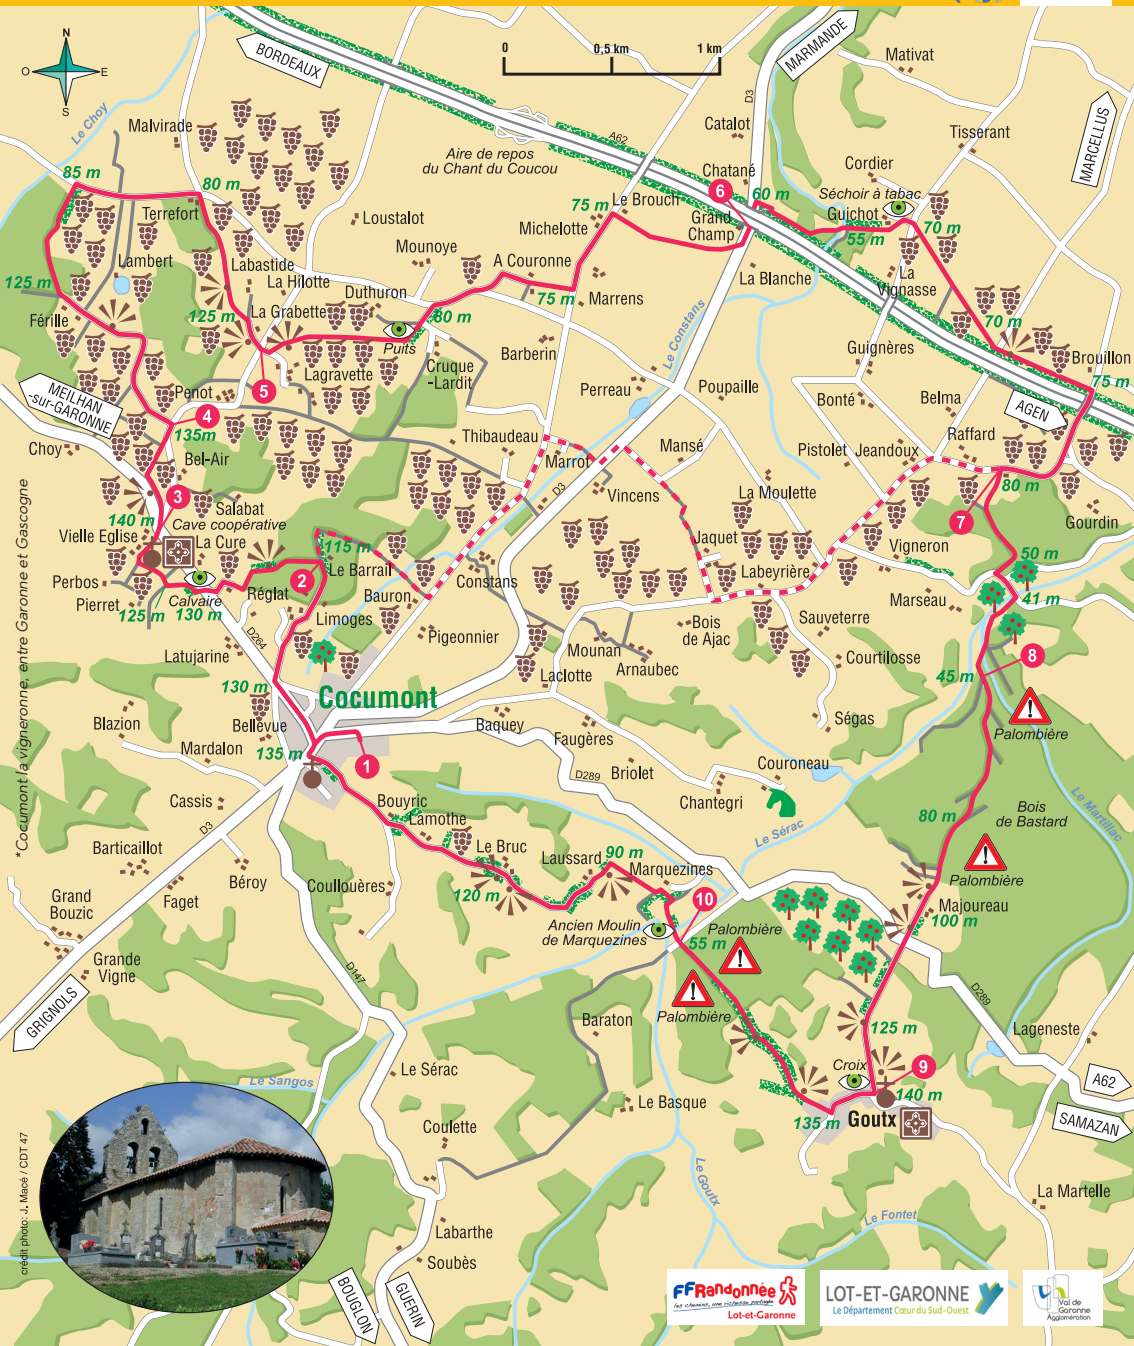 N
O
E
S
BORDEAUX
0
0,5 km
1 km
MARMANDE
Mativat
D3
A62
Le Choy
Malvirade
Catalot
Tisserant
MARCELLUS
Aire de repos
du Chant du Coucou
Cordier
Chatané
85 m
80 m
6
60 m
Séchoir à tabac
Terrefort
Loustalot
75 m
Le Brouch
Michelotte
Grand
Champ
Guichot
55 m
70 m
Mounoye
Lambert
Labastide
A Couronne
La Blanche
La
Vignasse
125 m
La Hilotte
Duthuron
75 m
Marrens
La Grabette
125 m
80 m
70 m
Férille
Puits
Le Constans
Barberin
Guignères
Brouillon
75 m
Cruque
-Lardit
Lagravette
MEILHAN
-sur-GARONNE
Penot
5
Perreau
Poupaille
Bonté
Belma
AGEN
4
135m
Choy
Bel-Air
Thibaudeau
Marrot
Mansé
Pistolet
Jeandoux
Raffard
3
Salabat
D3
Vincens
La Moulette
80 m
140 m
Cave coopérative
Vielle Eglise
La Cure
7
Gourdin
115 m
Jaquet
Vigneron
50 m
Perbos
2
Le Barrail
Constans
Labeyrière
Pierret
125 m
Calvaire
130 m
Réglat
Bauron
Marseau
41 m
Limoges
D264
Pigeonnier
Bois
de Ajac
Sauveterre
Latujarine
Mounan
Arnaubec
Courtilosse
8
130 m
Laclotte
45 m
Cocumont
Blazion
Bellevue
Baquey
Ségas
Palombière
Mardalon
135 m
Faugères
1
D289
Briolet
Couroneau
Cassis
Bouyric
Chantegri
80 m
Bois
de Bastard
D3
Lamothe
Le Sérac
Le Martillac
Barticaillot
Le Bruc
Laussard
90 m
Marquezines
Palombière
Grand
Bouzic
Béroy
Coullouères
120 m
Faget
10
Majoureau
100 m
Ancien Moulin
de Marquezines
55 m
Palombière
Grande
Vigne
D147
D289
GRIGNOLS
Palombière
Baraton
125 m
Lageneste
Le Sangos
Le Sérac
Croix
9
A62
Le Basque
140 m
SAMAZAN
135 m
Goutx
Coulette
Le Goutx
La Martelle
Le Fontet
Labarthe
Soubès
BOUGLON
GUERIN
*Cocumont la vigneronne, entre Garonne et Gascogne
crédit photo: J. Macé / CDT 47
FFRandonnée
les chemins, une richesse partagée
Lot-et-Garonne
LOT-ET-GARONNE
Le Département Cœur du Sud-Ouest
Val de
Garonne
Agglomération